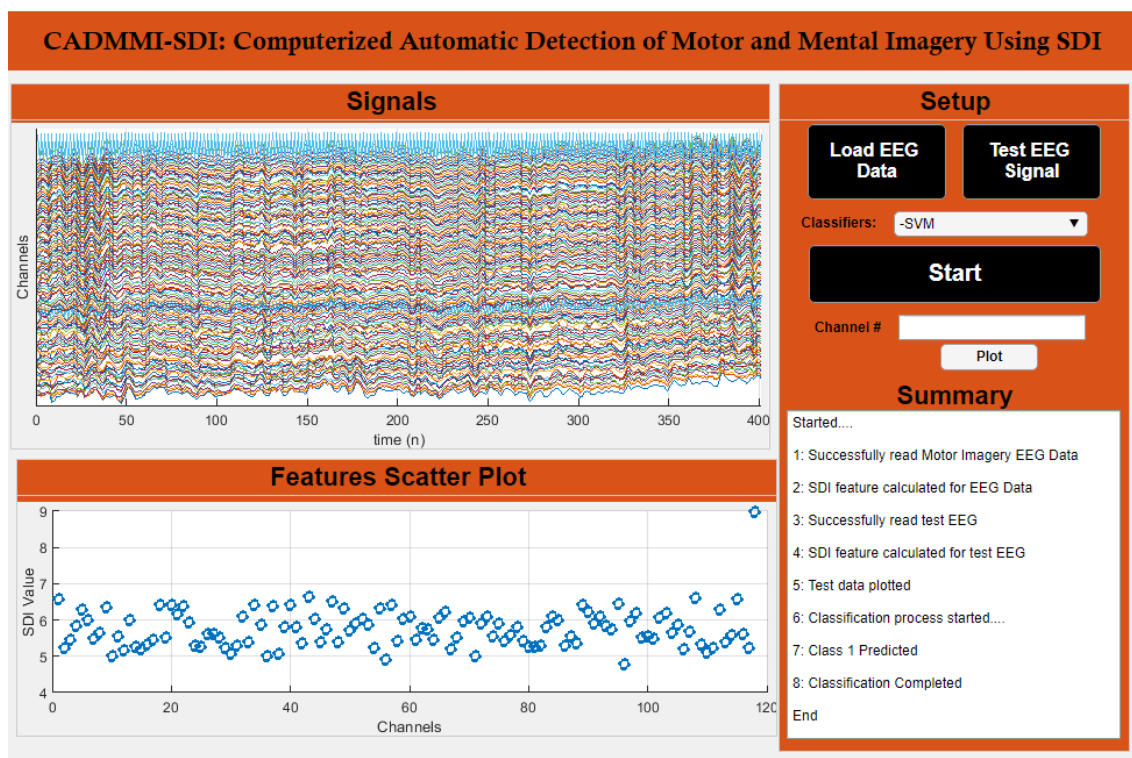 CADMMI-SDI: Computerized Automatic Detection of Motor and Mental Imagery Using SDI
Signals
Channels
0 50 100 150 200 250 300 350 400
time (n)
Features Scatter Plot
SDI Value
9
8
7
6
5
4
0 20 40 60 80 100 120
Channels
Setup
Load EEG
Data
Test EEG
Signal
Classifiers: -SVM
Start
Channel #
Plot
Summary
Started....
1: Successfully read Motor Imagery EEG Data
2: SDI feature calculated for EEG Data
3: Successfully read test EEG
4: SDI feature calculated for test EEG
5: Test data plotted
6: Classification process started....
7: Class 1 Predicted
8: Classification Completed
End